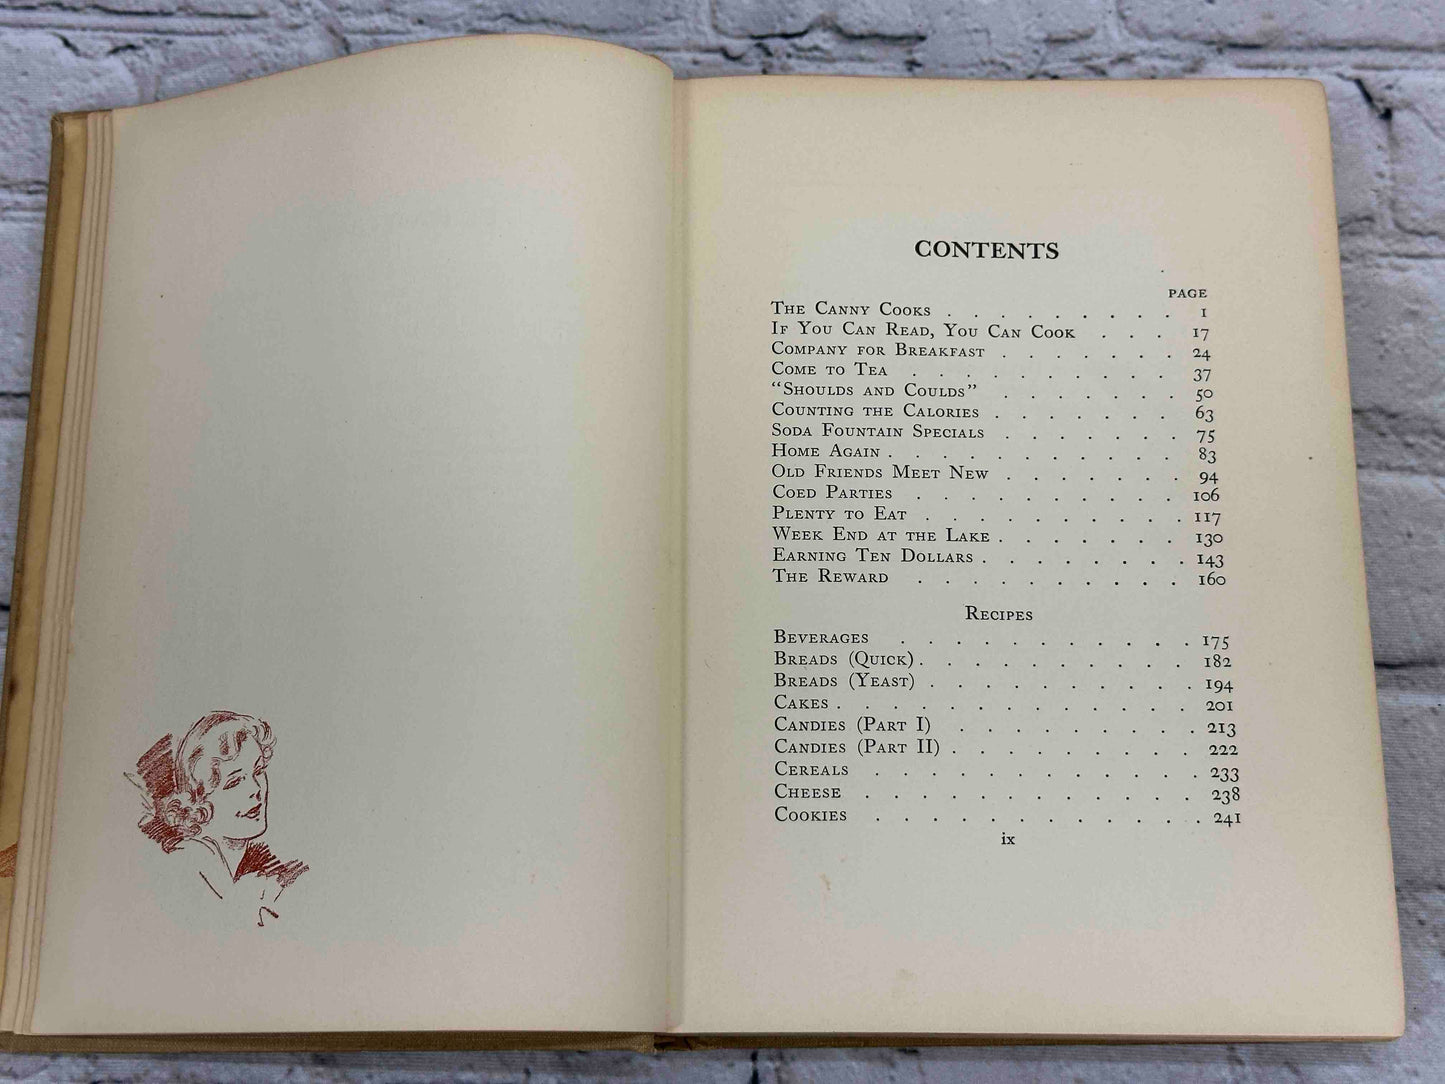 CONTENTS
PAGE
The Canny Cooks . . . . . . . . . 1
If You Can Read, You Can Cook . . . 17
Company for Breakfast . . . . . . . 24
Come to Tea . . . . . . . . . . 37
"Shoulds and Coulds" . . . . . . . 50
Counting the Calories . . . . . . . 63
Soda Fountain Specials . . . . . . . 75
Home Again . . . . . . . . . . . 83
Old Friends Meet New . . . . . . . 94
Coed Parties . . . . . . . . . . 106
Plenty to Eat . . . . . . . . . . 117
Week End at the Lake . . . . . . . 130
Earning Ten Dollars . . . . . . . . 143
The Reward . . . . . . . . . . 160
Recipes
Beverages . . . . . . . . . . . 175
Breads (Quick) . . . . . . . . . . 182
Breads (Yeast) . . . . . . . . . . 194
Cakes . . . . . . . . . . . . . 201
Candies (Part I) . . . . . . . . . 213
Candies (Part II) . . . . . . . . . 222
Cereals . . . . . . . . . . . . 233
Cheese . . . . . . . . . . . . 238
Cookies . . . . . . . . . . . . 241
ix